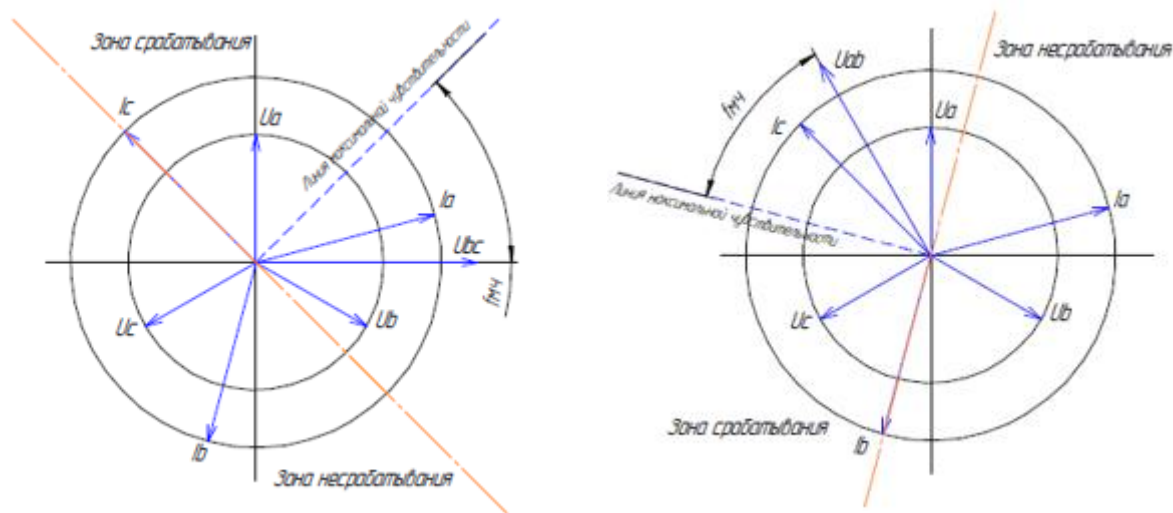 Зона срабатывания
Линия максимальной чувствительности
Ic
Ua
Ia
Ubc
fмч
Uc
Ub
Ib
Зона несрабатывания
Зона несрабатывания
Uab
fмч
Ic
Ua
Линия максимальной чувствительности
Ia
Uc
Ub
Зона срабатывания
Ib